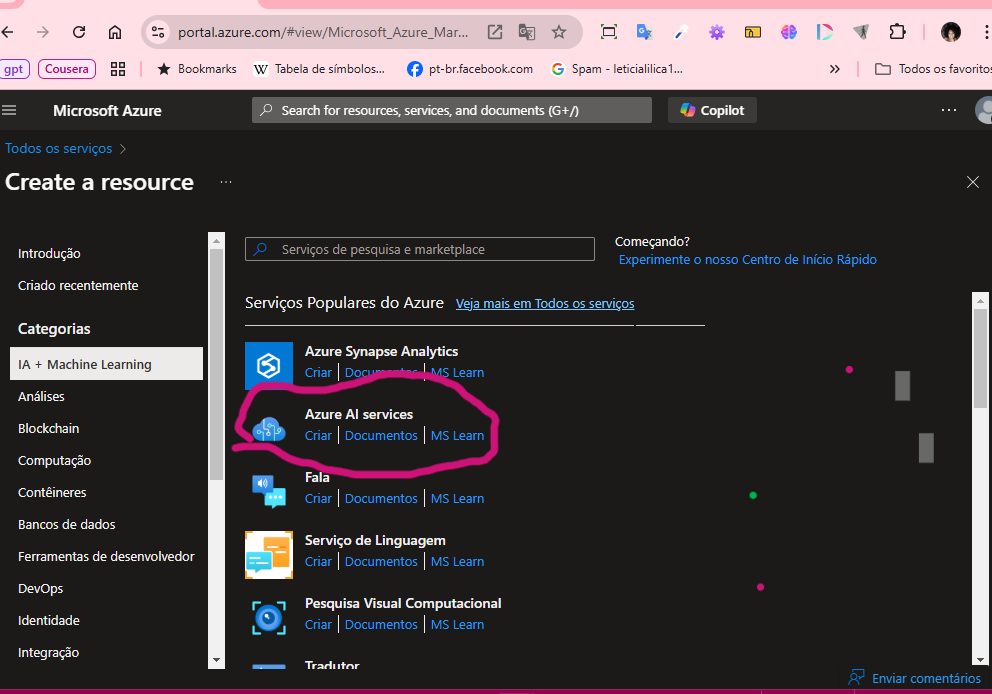 portal.azure.com/#view/Microsoft_Azure_Mar...
gpt
Cousera
Bookmarks
W Tabela de símbolos...
pt-br.facebook.com
G Spam - leticialilica1...
»
Todos os favoritos
Microsoft Azure
Search for resources, services, and documents (G+/)
Copilot
...
Todos os serviços >
Create a resource ...
Introdução
Criado recentemente
Categorias
IA + Machine Learning
Análises
Blockchain
Computação
Contêineres
Bancos de dados
Ferramentas de desenvolvedor
DevOps
Identidade
Integração
Serviços de pesquisa e marketplace
Começando?
Experimente o nosso Centro de Início Rápido
Serviços Populares do Azure Veja mais em Todos os serviços
Azure Synapse Analytics
Criar | Documentos | MS Learn
Azure AI services
Criar | Documentos | MS Learn
Fala
Criar | Documentos | MS Learn
Serviço de Linguagem
Criar | Documentos | MS Learn
Pesquisa Visual Computacional
Criar | Documentos | MS Learn
Tradutor
Enviar comentários